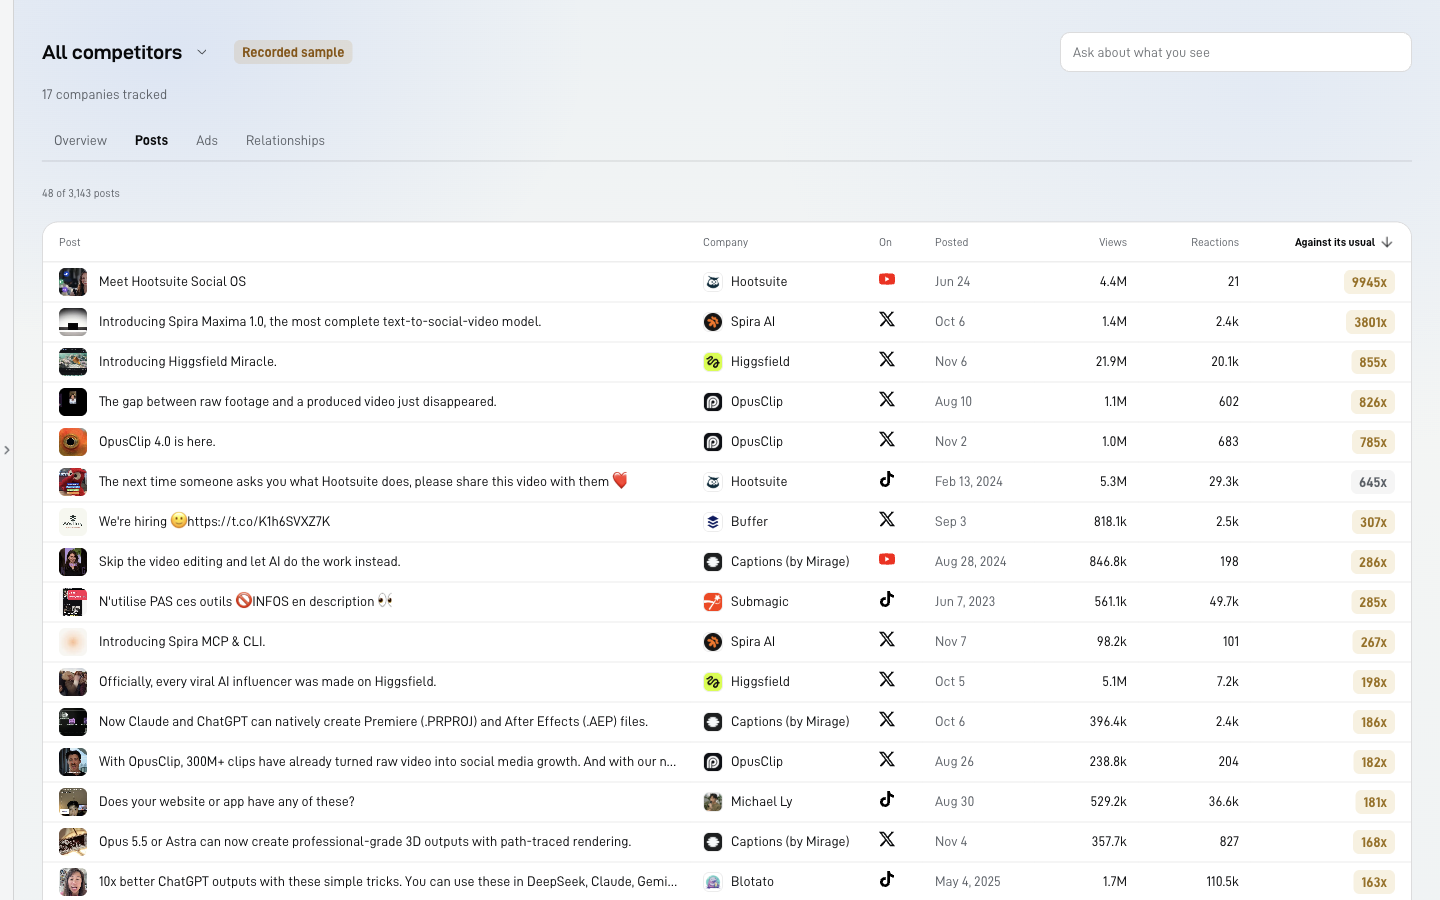 All competitors
Recorded sample
Ask about what you see
17 companies tracked
Overview Posts Ads Relationships
48 of 3,143 posts
Post Company On Posted Views Reactions Against its usual
Meet Hootsuite Social OS Hootsuite Jun 24 4.4M 21 9945x
Introducing Spira Maxima 1.0, the most complete text-to-social-video model. Spira AI Oct 6 1.4M 2.4k 3801x
Introducing Higgsfield Miracle. Higgsfield Nov 6 21.9M 20.1k 855x
The gap between raw footage and a produced video just disappeared. OpusClip Aug 10 1.1M 602 826x
OpusClip 4.0 is here. OpusClip Nov 2 1.0M 683 785x
The next time someone asks you what Hootsuite does, please share this video with them ❤️ Hootsuite Feb 13, 2024 5.3M 29.3k 645x
We're hiring 🙂https://t.co/K1h6SVXZ7K Buffer Sep 3 818.1k 2.5k 307x
Skip the video editing and let AI do the work instead. Captions (by Mirage) Aug 28, 2024 846.8k 198 286x
N'utilise PAS ces outils 🚫INFOS en description 👀 Submagic Jun 7, 2023 561.1k 49.7k 285x
Introducing Spira MCP & CLI. Spira AI Nov 7 98.2k 101 267x
Officially, every viral AI influencer was made on Higgsfield. Higgsfield Oct 5 5.1M 7.2k 198x
Now Claude and ChatGPT can natively create Premiere (.PRPROJ) and After Effects (.AEP) files. Captions (by Mirage) Oct 6 396.4k 2.4k 186x
With OpusClip, 300M+ clips have already turned raw video into social media growth. And with our n... OpusClip Aug 26 238.8k 204 182x
Does your website or app have any of these? Michael Ly Aug 30 529.2k 36.6k 181x
Opus 5.5 or Astra can now create professional-grade 3D outputs with path-traced rendering. Captions (by Mirage) Nov 4 357.7k 827 168x
10x better ChatGPT outputs with these simple tricks. You can use these in DeepSeek, Claude, Gemi... Blotato May 4, 2025 1.7M 110.5k 163x